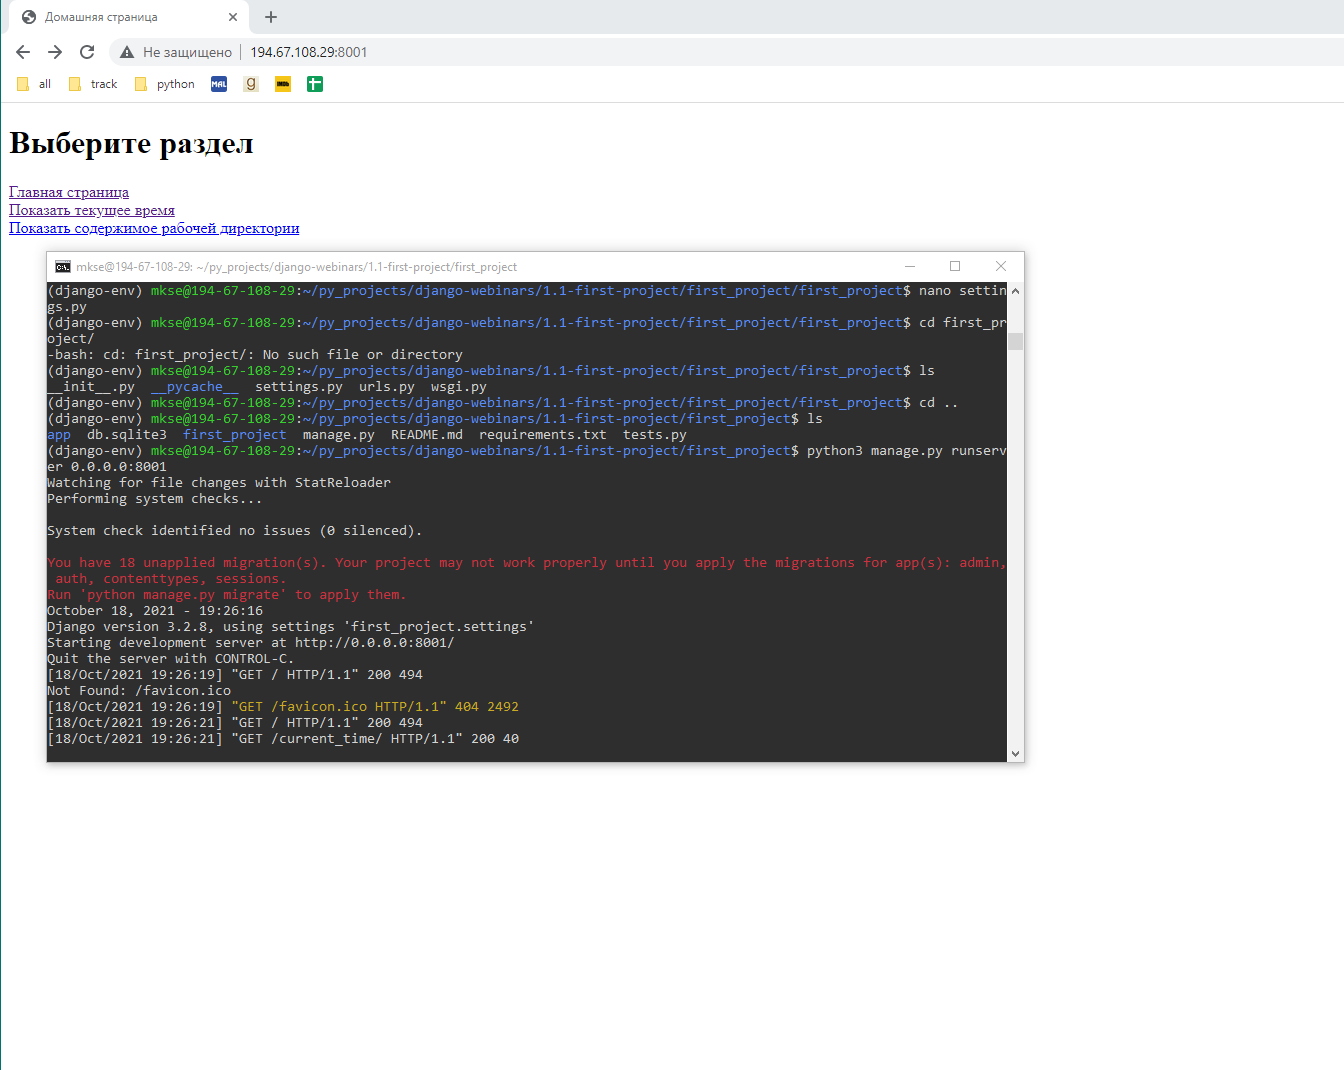 Домашняя страница
Не защищено 194.67.108.29:8001
all track python MAL g IMDb
Выберите раздел
Главная страница
Показать текущее время
Показать содержимое рабочей директории
mkse@194-67-108-29: ~/py_projects/django-webinars/1.1-first-project/first_project
(django-env) mkse@194-67-108-29:~/py_projects/django-webinars/1.1-first-project/first_project/first_project$ nano settin
gs.py
(django-env) mkse@194-67-108-29:~/py_projects/django-webinars/1.1-first-project/first_project/first_project$ cd first_pr
oject/
-bash: cd: first_project/: No such file or directory
(django-env) mkse@194-67-108-29:~/py_projects/django-webinars/1.1-first-project/first_project/first_project$ ls
__init__.py  __pycache__  settings.py  urls.py  wsgi.py
(django-env) mkse@194-67-108-29:~/py_projects/django-webinars/1.1-first-project/first_project/first_project$ cd ..
(django-env) mkse@194-67-108-29:~/py_projects/django-webinars/1.1-first-project/first_project$ ls
app  db.sqlite3  first_project  manage.py  README.md  requirements.txt  tests.py
(django-env) mkse@194-67-108-29:~/py_projects/django-webinars/1.1-first-project/first_project$ python3 manage.py runserv
er 0.0.0.0:8001
Watching for file changes with StatReloader
Performing system checks...
System check identified no issues (0 silenced).
You have 18 unapplied migration(s). Your project may not work properly until you apply the migrations for app(s): admin,
auth, contenttypes, sessions.
Run 'python manage.py migrate' to apply them.
October 18, 2021 - 19:26:16
Django version 3.2.8, using settings 'first_project.settings'
Starting development server at http://0.0.0.0:8001/
Quit the server with CONTROL-C.
[18/Oct/2021 19:26:19] "GET / HTTP/1.1" 200 494
Not Found: /favicon.ico
[18/Oct/2021 19:26:19] "GET /favicon.ico HTTP/1.1" 404 2492
[18/Oct/2021 19:26:21] "GET / HTTP/1.1" 200 494
[18/Oct/2021 19:26:21] "GET /current_time/ HTTP/1.1" 200 40